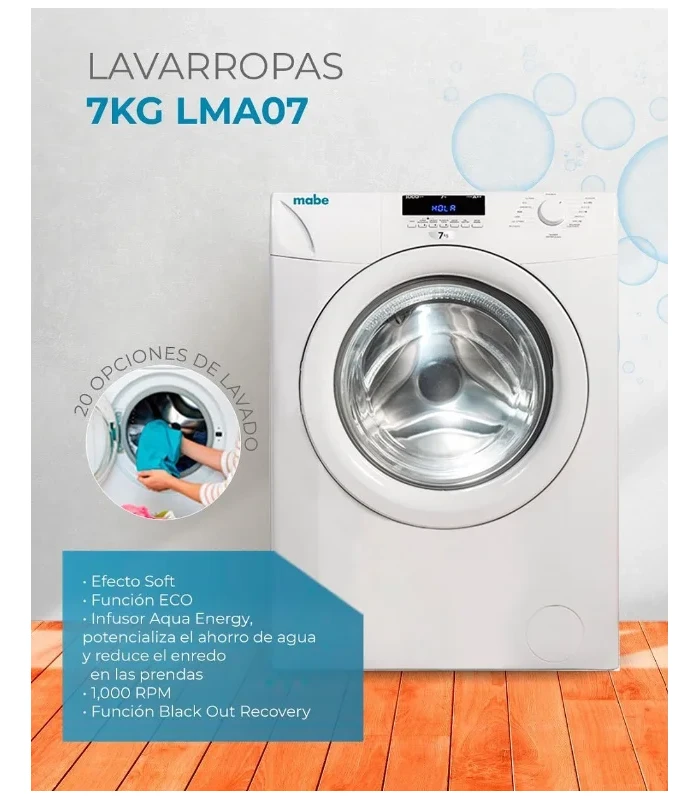 LAVARROPAS
7KG LMA07
mabe
HOLA
7kg
20 OPCIONES DE LAVADO
• Efecto Soft
• Función ECO
• Infusor Aqua Energy,
potencializa el ahorro de agua
y reduce el enredo
en las prendas
• 1,000 RPM
• Función Black Out Recovery